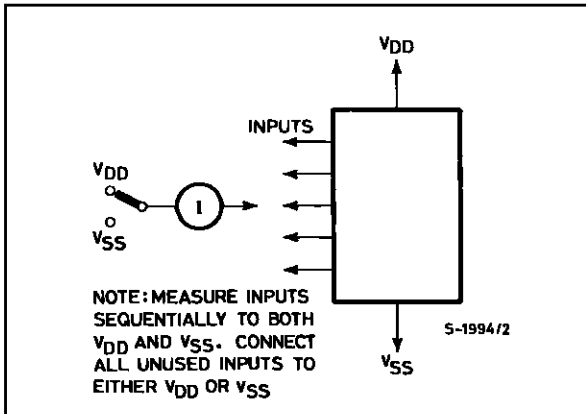 VDD
INPUTS
VDD
I
VSS
NOTE: MEASURE INPUTS
SEQUENTIALLY TO BOTH
VDD AND VSS. CONNECT
ALL UNUSED INPUTS TO
EITHER VDD OR VSS
S-1994/2
VSS